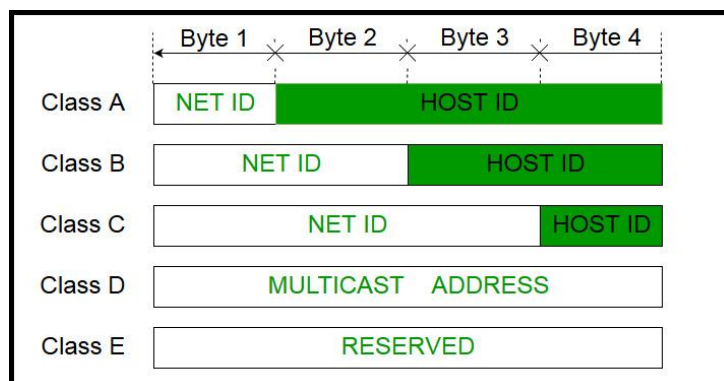 Byte 1 Byte 2 Byte 3 Byte 4
Class A NET ID HOST ID
Class B NET ID HOST ID
Class C NET ID HOST ID
Class D MULTICAST ADDRESS
Class E RESERVED